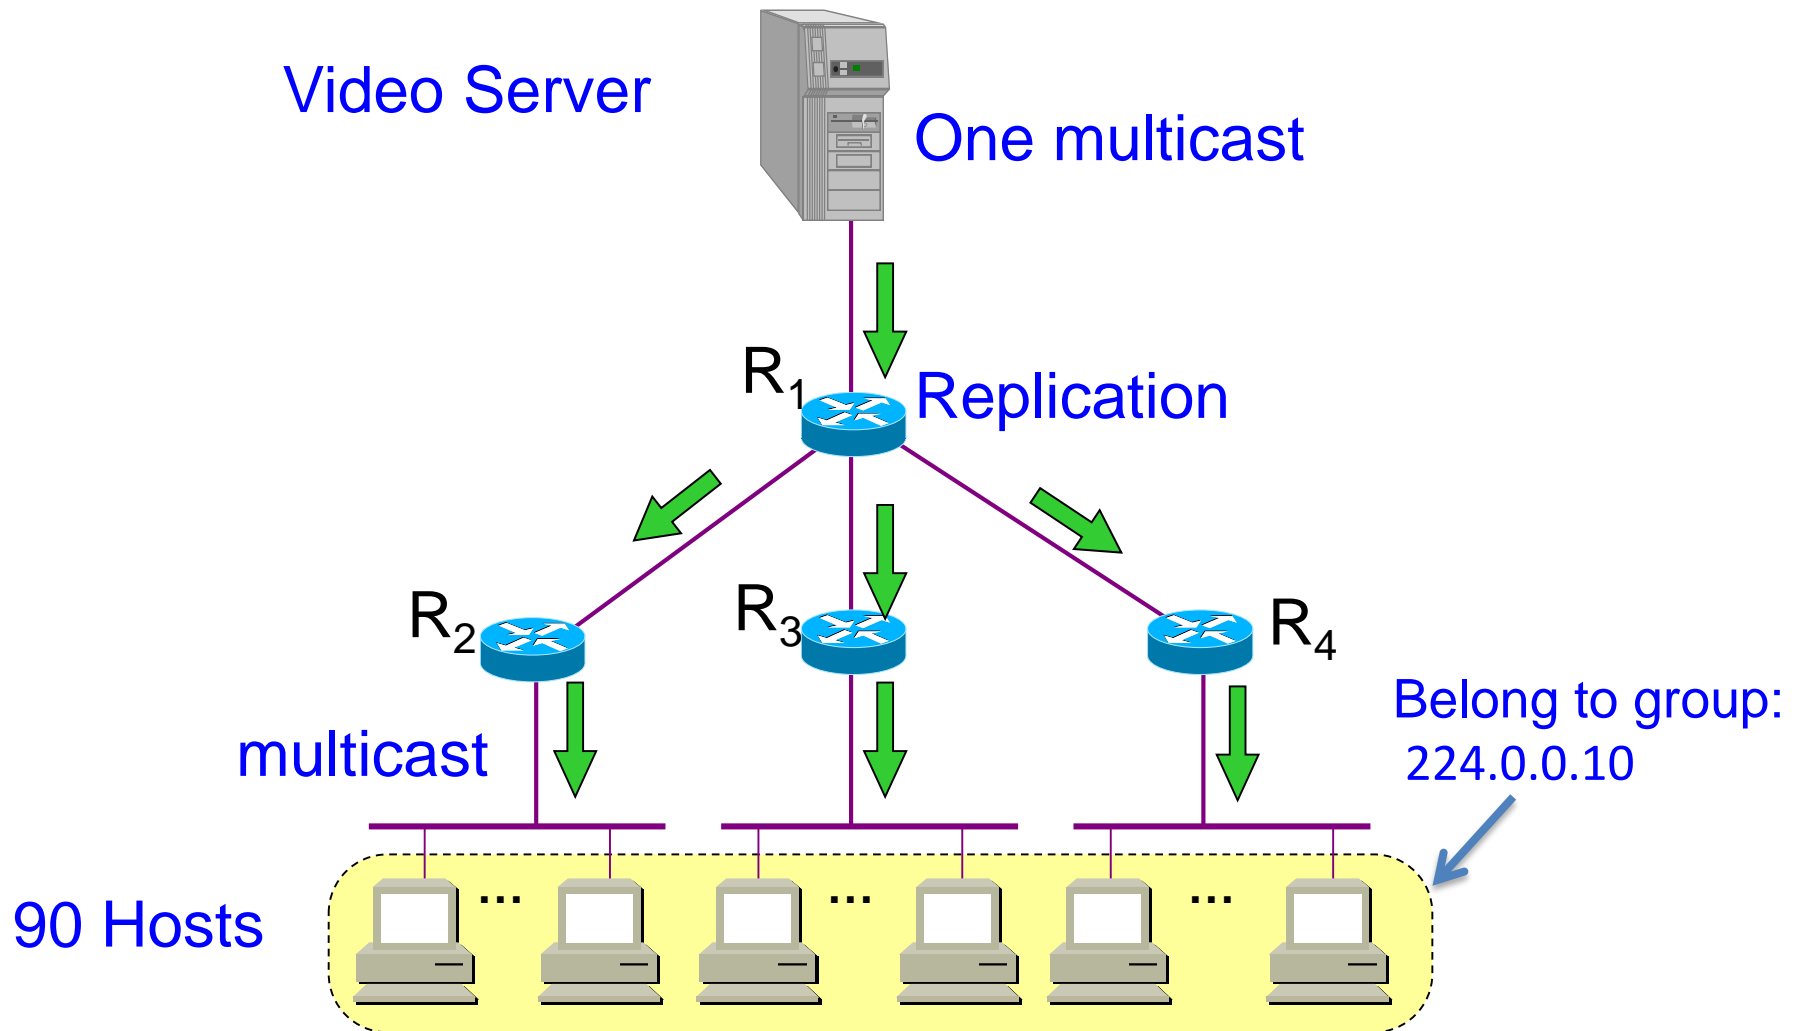 Video Server
One multicast
R₁
Replication
R₂
R₃
R₄
Belong to group:
224.0.0.10
multicast
...
...
...
90 Hosts